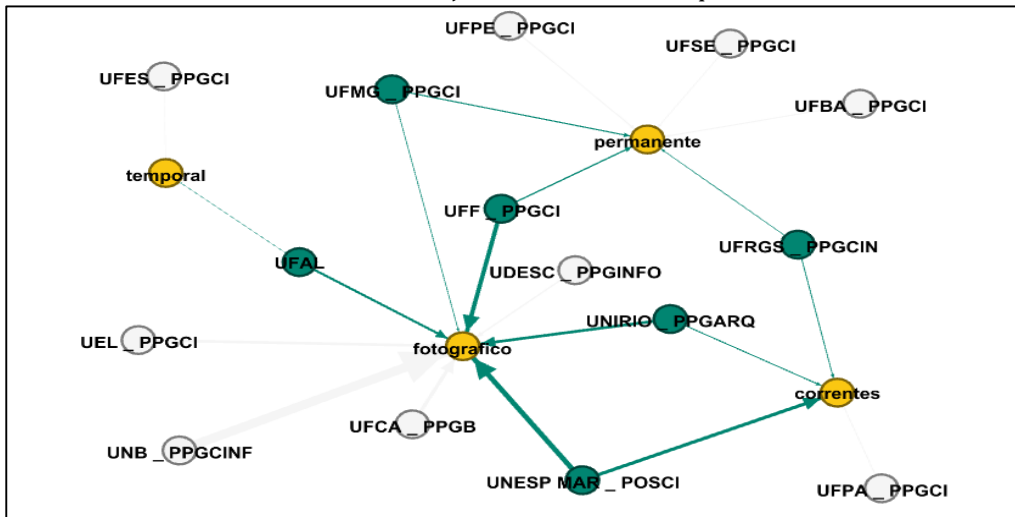 UFPE _ PPGCI
UFSE _ PPGCI
UFES _ PPGCI
UFMG _ PPGCI
UFBA _ PPGCI
permanente
temporal
UFF _ PPGCI
UFRGS _ PPGCIN
UFAL
UDESC _ PPGINFO
UNIRIO _ PPGARQ
UEL _ PPGCI
fotografico
correntes
UFCA _ PPGB
UNB _ PPGCINF
UNESP MAR _ POSCI
UFPA _ PPGCI